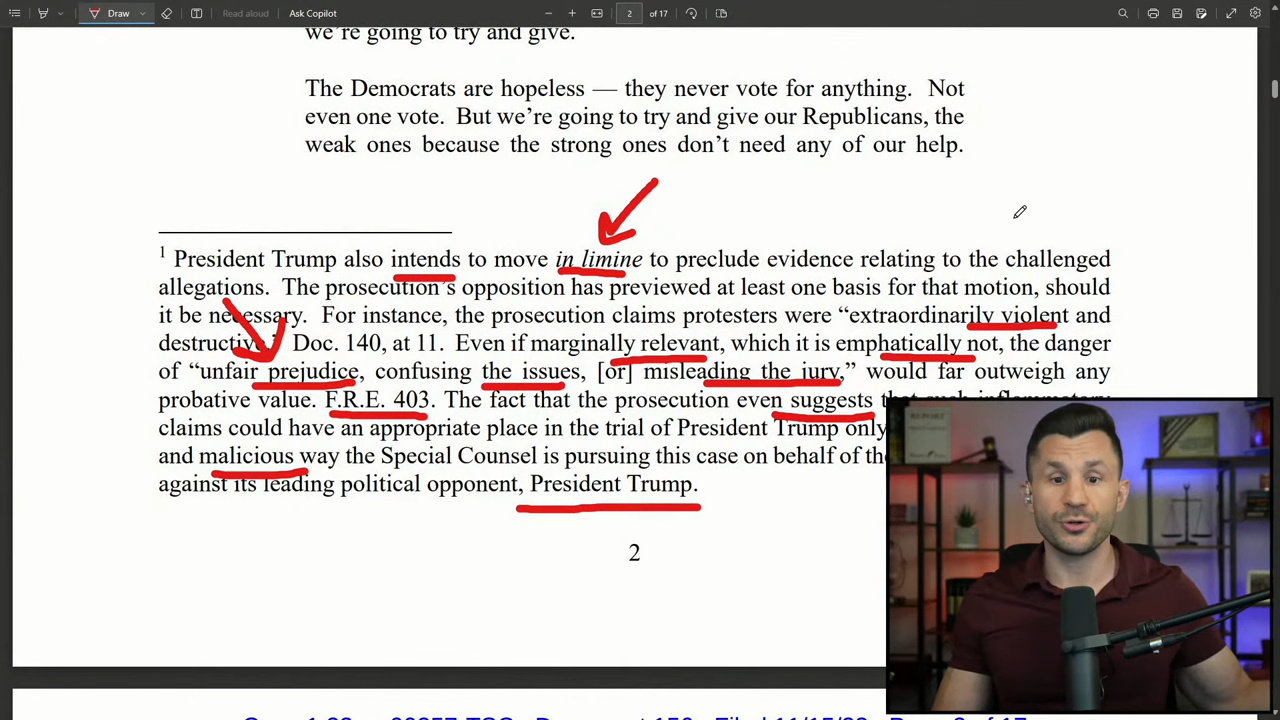 Draw
Read aloud
Ask Copilot
2
of 17
we’re going to try and give.
The Democrats are hopeless — they never vote for anything. Not
even one vote. But we’re going to try and give our Republicans, the
weak ones because the strong ones don’t need any of our help.
1 President Trump also intends to move in limine to preclude evidence relating to the challenged
allegations. The prosecution’s opposition has previewed at least one basis for that motion, should
it be necessary. For instance, the prosecution claims protesters were “extraordinarily violent and
destructive.” Doc. 140, at 11. Even if marginally relevant, which it is emphatically not, the danger
of “unfair prejudice, confusing the issues, [or] misleading the jury,” would far outweigh any
probative value. F.R.E. 403. The fact that the prosecution even suggests that such inflammatory
claims could have an appropriate place in the trial of President Trump only
and malicious way the Special Counsel is pursuing this case on behalf of the
against its leading political opponent, President Trump.
2